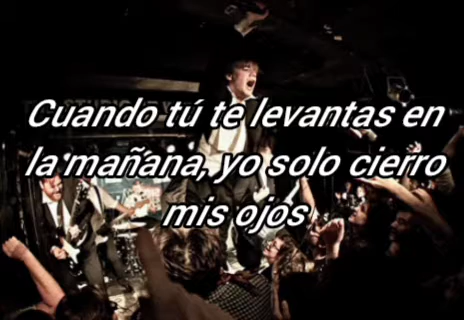 Cuando tú te levantas en
la mañana, yo solo cierro
mis ojos